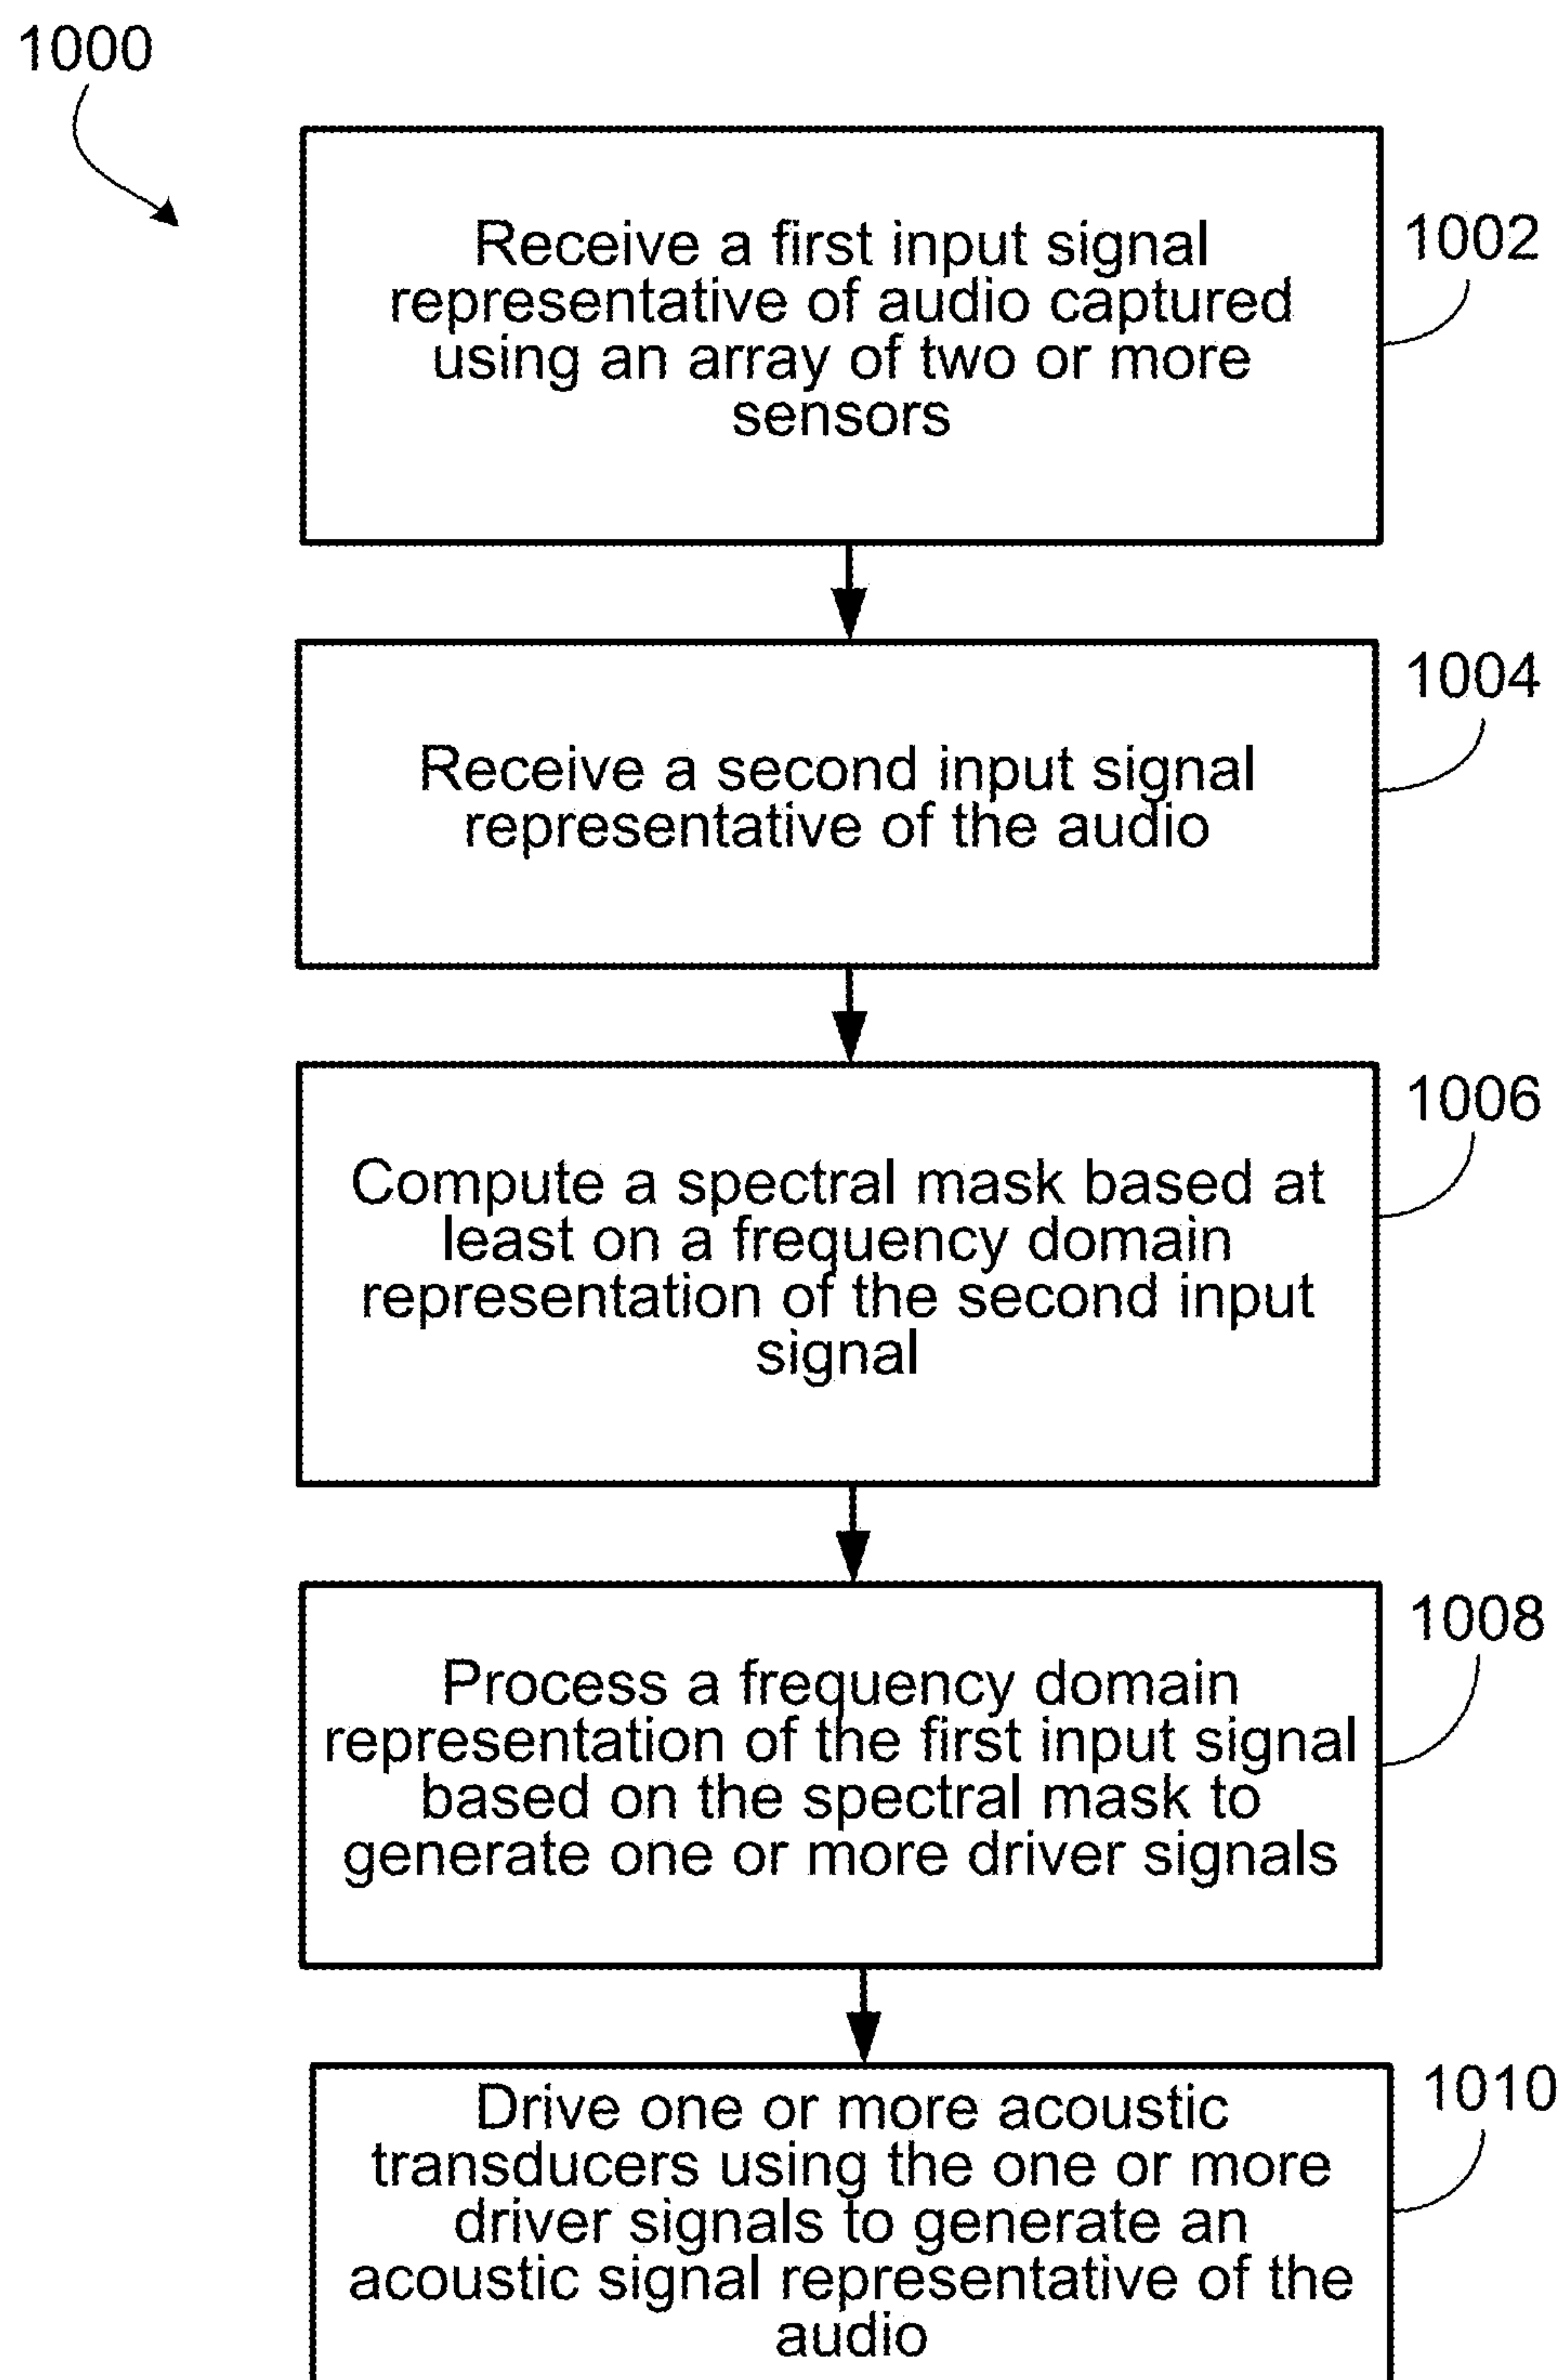 1000
Receive a first input signal
representative of audio captured
using an array of two or more
sensors
1002
Receive a second input signal
representative of the audio
1004
Compute a spectral mask based at
least on a frequency domain
representation of the second input
signal
1006
Process a frequency domain
representation of the first input signal
based on the spectral mask to
generate one or more driver signals
1008
Drive one or more acoustic
transducers using the one or more
driver signals to generate an
acoustic signal representative of the
audio
1010